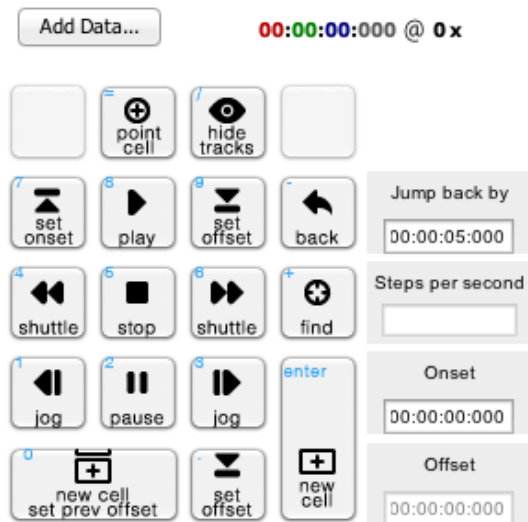 Add Data...
00:00:00:000 @ 0 x
=
point
cell
/
hide
tracks
7
set
onset
8
play
9
set
offset
-
back
Jump back by
00:00:05:000
4
shuttle
5
stop
6
shuttle
+
find
Steps per second
1
jog
2
pause
3
jog
enter
new
cell
Onset
00:00:00:000
0
new cell
set prev offset
.
set
offset
Offset
00:00:00:000